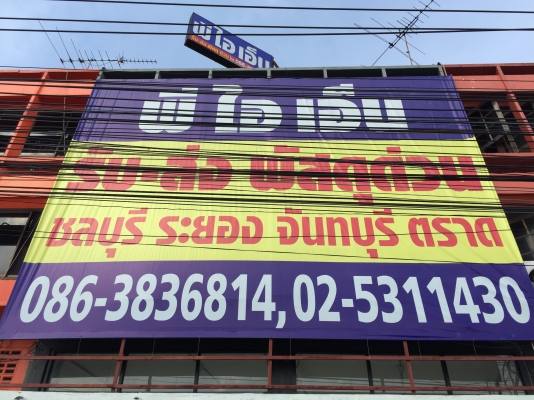 พี ไอ เอ็น
พี ไอ เอ็น
รับ-ส่ง พัสดุด่วน
ชลบุรี ระยอง จันทบุรี ตราด
086-3836814, 02-5311430